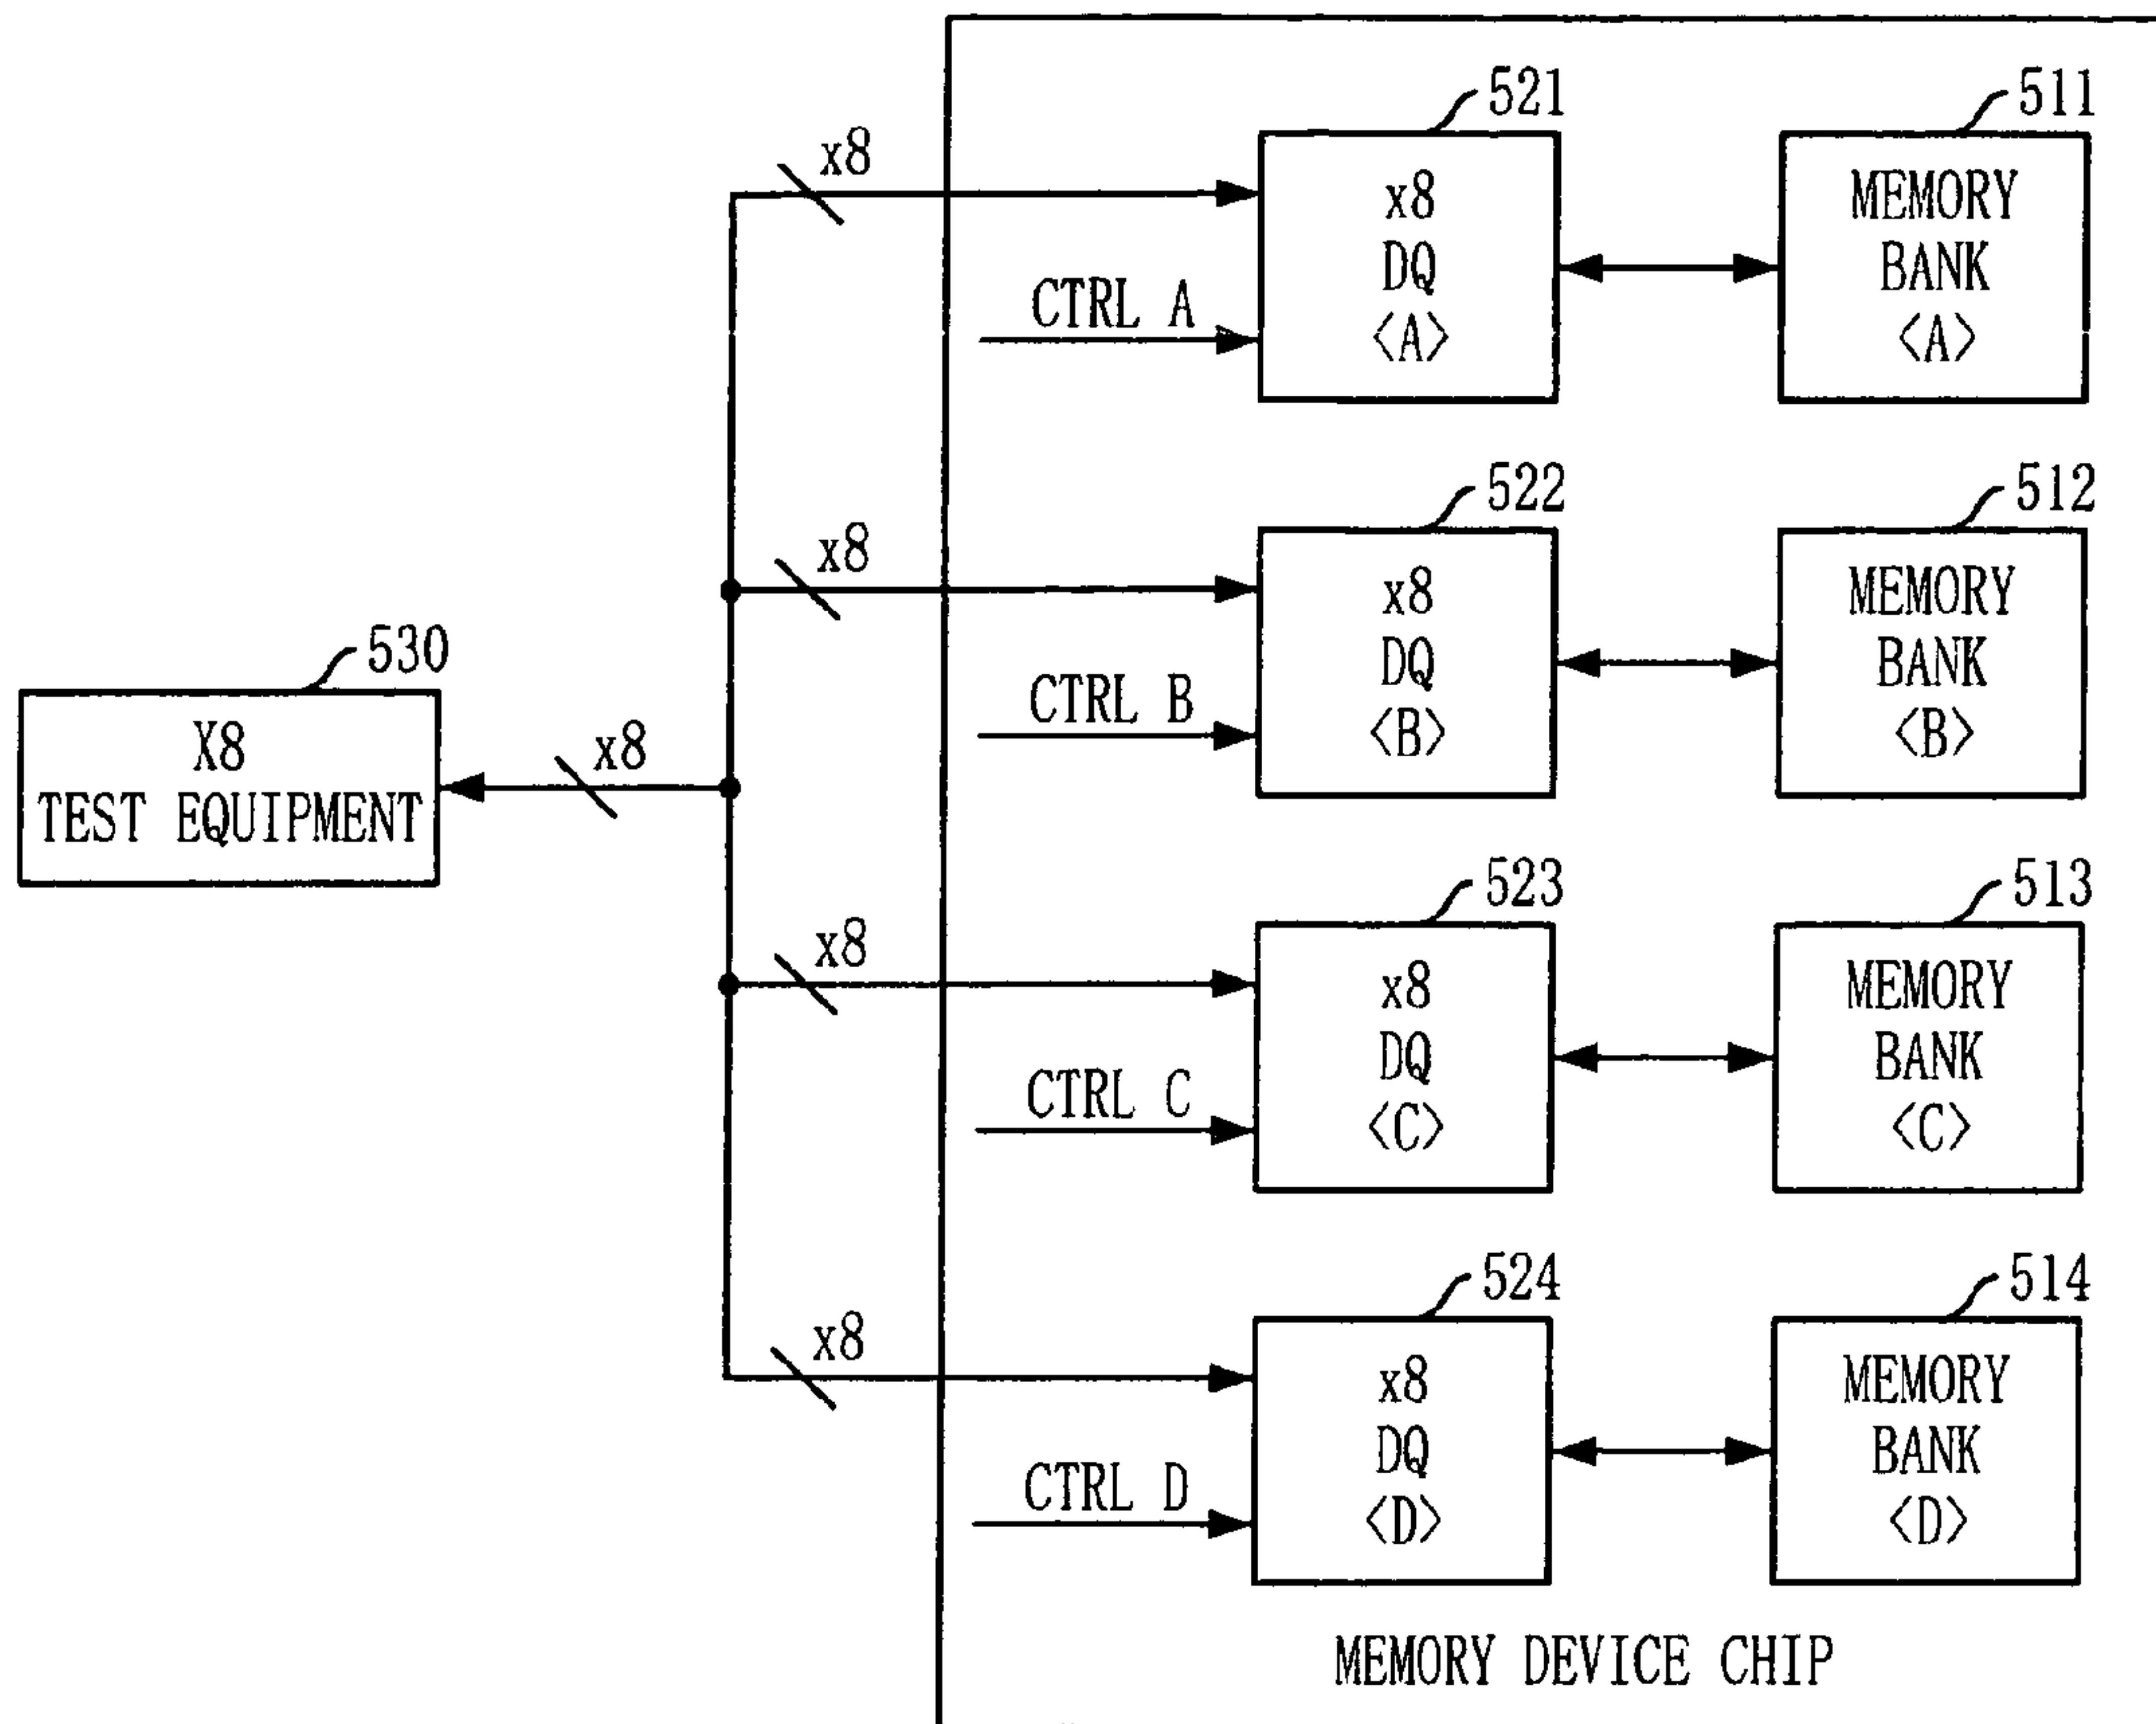 521
511
x8
x8
DQ
<A>
MEMORY
BANK
<A>
CTRL A
522
512
x8
x8
DQ
<B>
MEMORY
BANK
<B>
CTRL B
530
X8
TEST EQUIPMENT
x8
523
513
x8
x8
DQ
<C>
MEMORY
BANK
<C>
CTRL C
524
514
x8
x8
DQ
<D>
MEMORY
BANK
<D>
CTRL D
MEMORY DEVICE CHIP